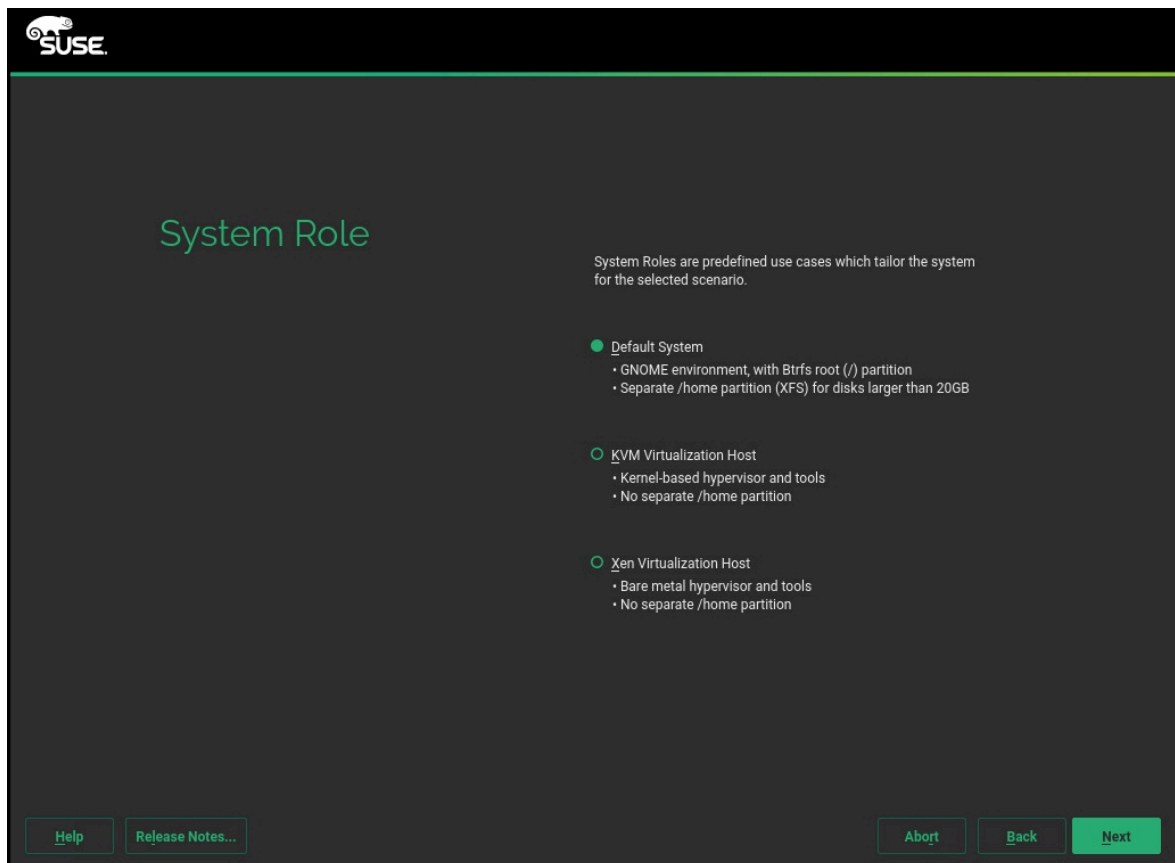 SUSE.
System Role
System Roles are predefined use cases which tailor the system
for the selected scenario.
Default System
• GNOME environment, with Btrfs root (/) partition
• Separate /home partition (XFS) for disks larger than 20GB
KVM Virtualization Host
• Kernel-based hypervisor and tools
• No separate /home partition
Xen Virtualization Host
• Bare metal hypervisor and tools
• No separate /home partition
Help
Release Notes...
Abort
Back
Next